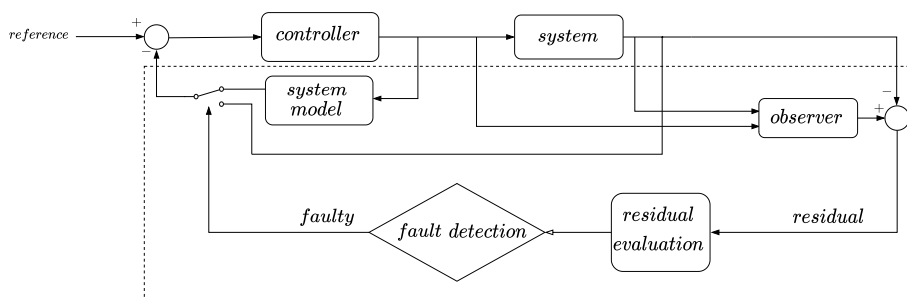 reference
+
−
controller
system
system
model
−
+
observer
faulty
fault detection
residual
evaluation
residual